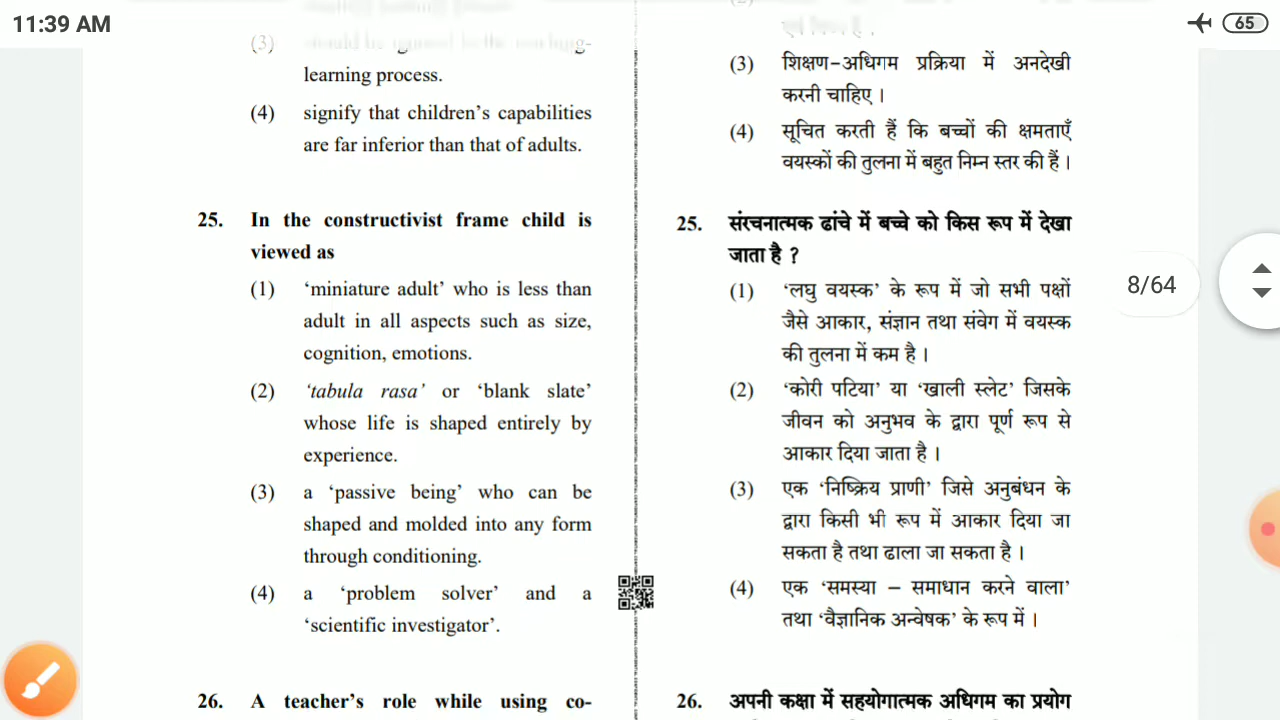 11:39 AM
65
(3)
learning process.
(4) signify that children's capabilities
are far inferior than that of adults.
25. In the constructivist frame child is
viewed as
(1) 'miniature adult' who is less than
adult in all aspects such as size,
cognition, emotions.
(2) 'tabula rasa' or 'blank slate'
whose life is shaped entirely by
experience.
(3) a 'passive being' who can be
shaped and molded into any form
through conditioning.
(4) a 'problem solver' and a
'scientific investigator'.
26. A teacher's role while using co-
(3) शिक्षण-अधिगम प्रक्रिया में अनदेखी
करनी चाहिए ।
(4) सूचित करती हैं कि बच्चों की क्षमताएँ
वयस्कों की तुलना में बहुत निम्न स्तर की हैं ।
25. संरचनात्मक ढांचे में बच्चे को किस रूप में देखा
जाता है ?
(1) 'लघु वयस्क' के रूप में जो सभी पक्षों
जैसे आकार, संज्ञान तथा संवेग में वयस्क
की तुलना में कम है ।
(2) 'कोरी पटिया' या 'खाली स्लेट' जिसके
जीवन को अनुभव के द्वारा पूर्ण रूप से
आकार दिया जाता है ।
(3) एक 'निष्क्रिय प्राणी' जिसे अनुबंधन के
द्वारा किसी भी रूप में आकार दिया जा
सकता है तथा ढाला जा सकता है ।
(4) एक 'समस्या – समाधान करने वाला'
तथा 'वैज्ञानिक अन्वेषक' के रूप में ।
26. अपनी कक्षा में सहयोगात्मक अधिगम का प्रयोग
8/64